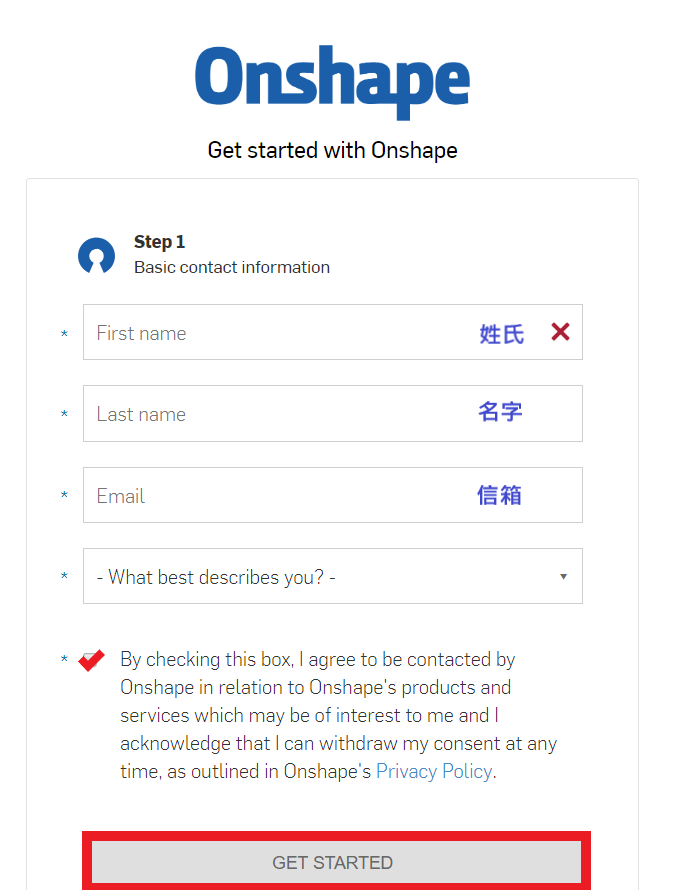 Onshape
Get started with Onshape
Step 1
Basic contact information
* First name 姓氏
* Last name 名字
* Email 信箱
* - What best describes you? -
* By checking this box, I agree to be contacted by
Onshape in relation to Onshape's products and
services which may be of interest to me and I
acknowledge that I can withdraw my consent at any
time, as outlined in Onshape's Privacy Policy.
GET STARTED